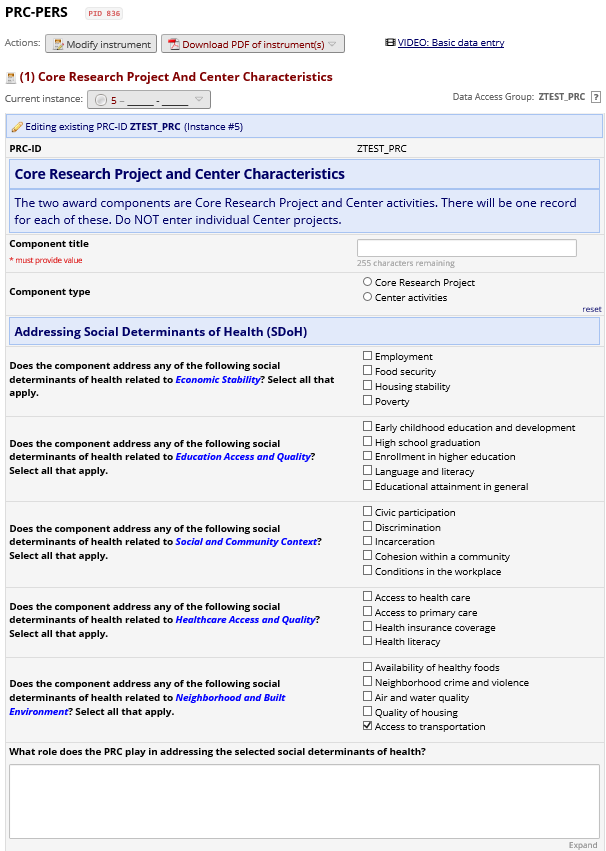 PRC-PERS PID 836
Actions: Modify instrument Download PDF of instrument(s) VIDEO: Basic data entry
(1) Core Research Project And Center Characteristics
Current instance: 5 – ______ - ______ Data Access Group: ZTEST_PRC ?
Editing existing PRC-ID ZTEST_PRC (Instance #5)
PRC-ID ZTEST_PRC
Core Research Project and Center Characteristics
The two award components are Core Research Project and Center activities. There will be one record
for each of these. Do NOT enter individual Center projects.
Component title
* must provide value
255 characters remaining
Component type
Core Research Project
Center activities
reset
Addressing Social Determinants of Health (SDoH)
Does the component address any of the following social
determinants of health related to Economic Stability? Select all that
apply.
Employment
Food security
Housing stability
Poverty
Does the component address any of the following social
determinants of health related to Education Access and Quality?
Select all that apply.
Early childhood education and development
High school graduation
Enrollment in higher education
Language and literacy
Educational attainment in general
Does the component address any of the following social
determinants of health related to Social and Community Context?
Select all that apply.
Civic participation
Discrimination
Incarceration
Cohesion within a community
Conditions in the workplace
Does the component address any of the following social
determinants of health related to Healthcare Access and Quality?
Select all that apply.
Access to health care
Access to primary care
Health insurance coverage
Health literacy
Does the component address any of the following social
determinants of health related to Neighborhood and Built
Environment? Select all that apply.
Availability of healthy foods
Neighborhood crime and violence
Air and water quality
Quality of housing
Access to transportation
What role does the PRC play in addressing the selected social determinants of health?
Expand